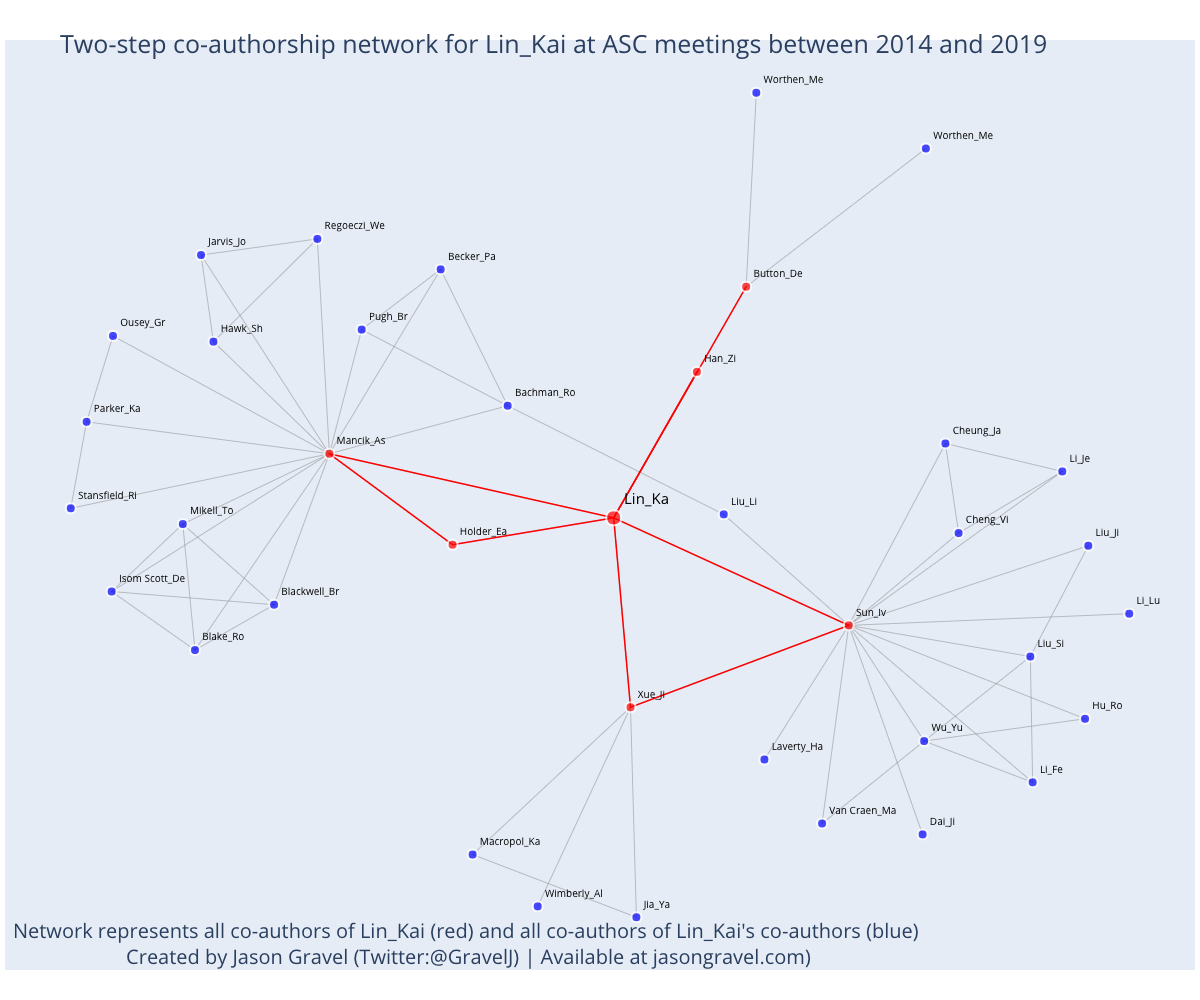 Two-step co-authorship network for Lin_Kai at ASC meetings between 2014 and 2019
Worthen_Me
Worthen_Me
Regoeczi_We
Jarvis_Jo
Becker_Pa
Button_De
Pugh_Br
Ousey_Gr
Hawk_Sh
Han_Zi
Bachman_Ro
Parker_Ka
Cheung_Ja
Mancik_As
Li_Je
Stansfield_Ri
Lin_Ka
Liu_Li
Mikell_To
Cheng_Vi
Holder_Ea
Liu_JI
Isom Scott_De
Blackwell_Br
Li_Lu
Sun_Iv
Blake_Ro
Liu_Si
Xue_Ji
Hu_Ro
Wu_Yu
Laverty_Ha
Li_Fe
Van Craen_Ma
Dai_Ji
Macropol_Ka
Wimberly_Al
Jia_Ya
Network represents all co-authors of Lin_Kai (red) and all co-authors of Lin_Kai's co-authors (blue)
Created by Jason Gravel (Twitter:@GravelJ) | Available at jasongravel.com)